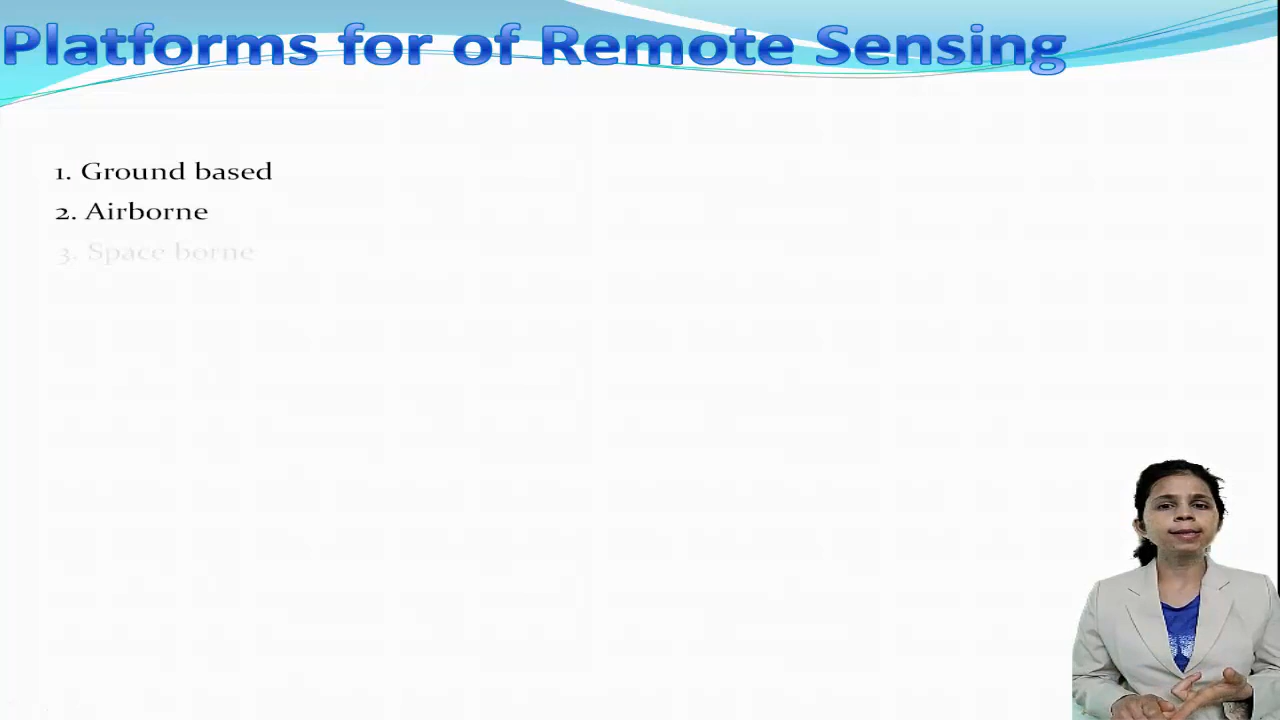 Platforms for of Remote Sensing
1. Ground based
2. Airborne
3. Space borne